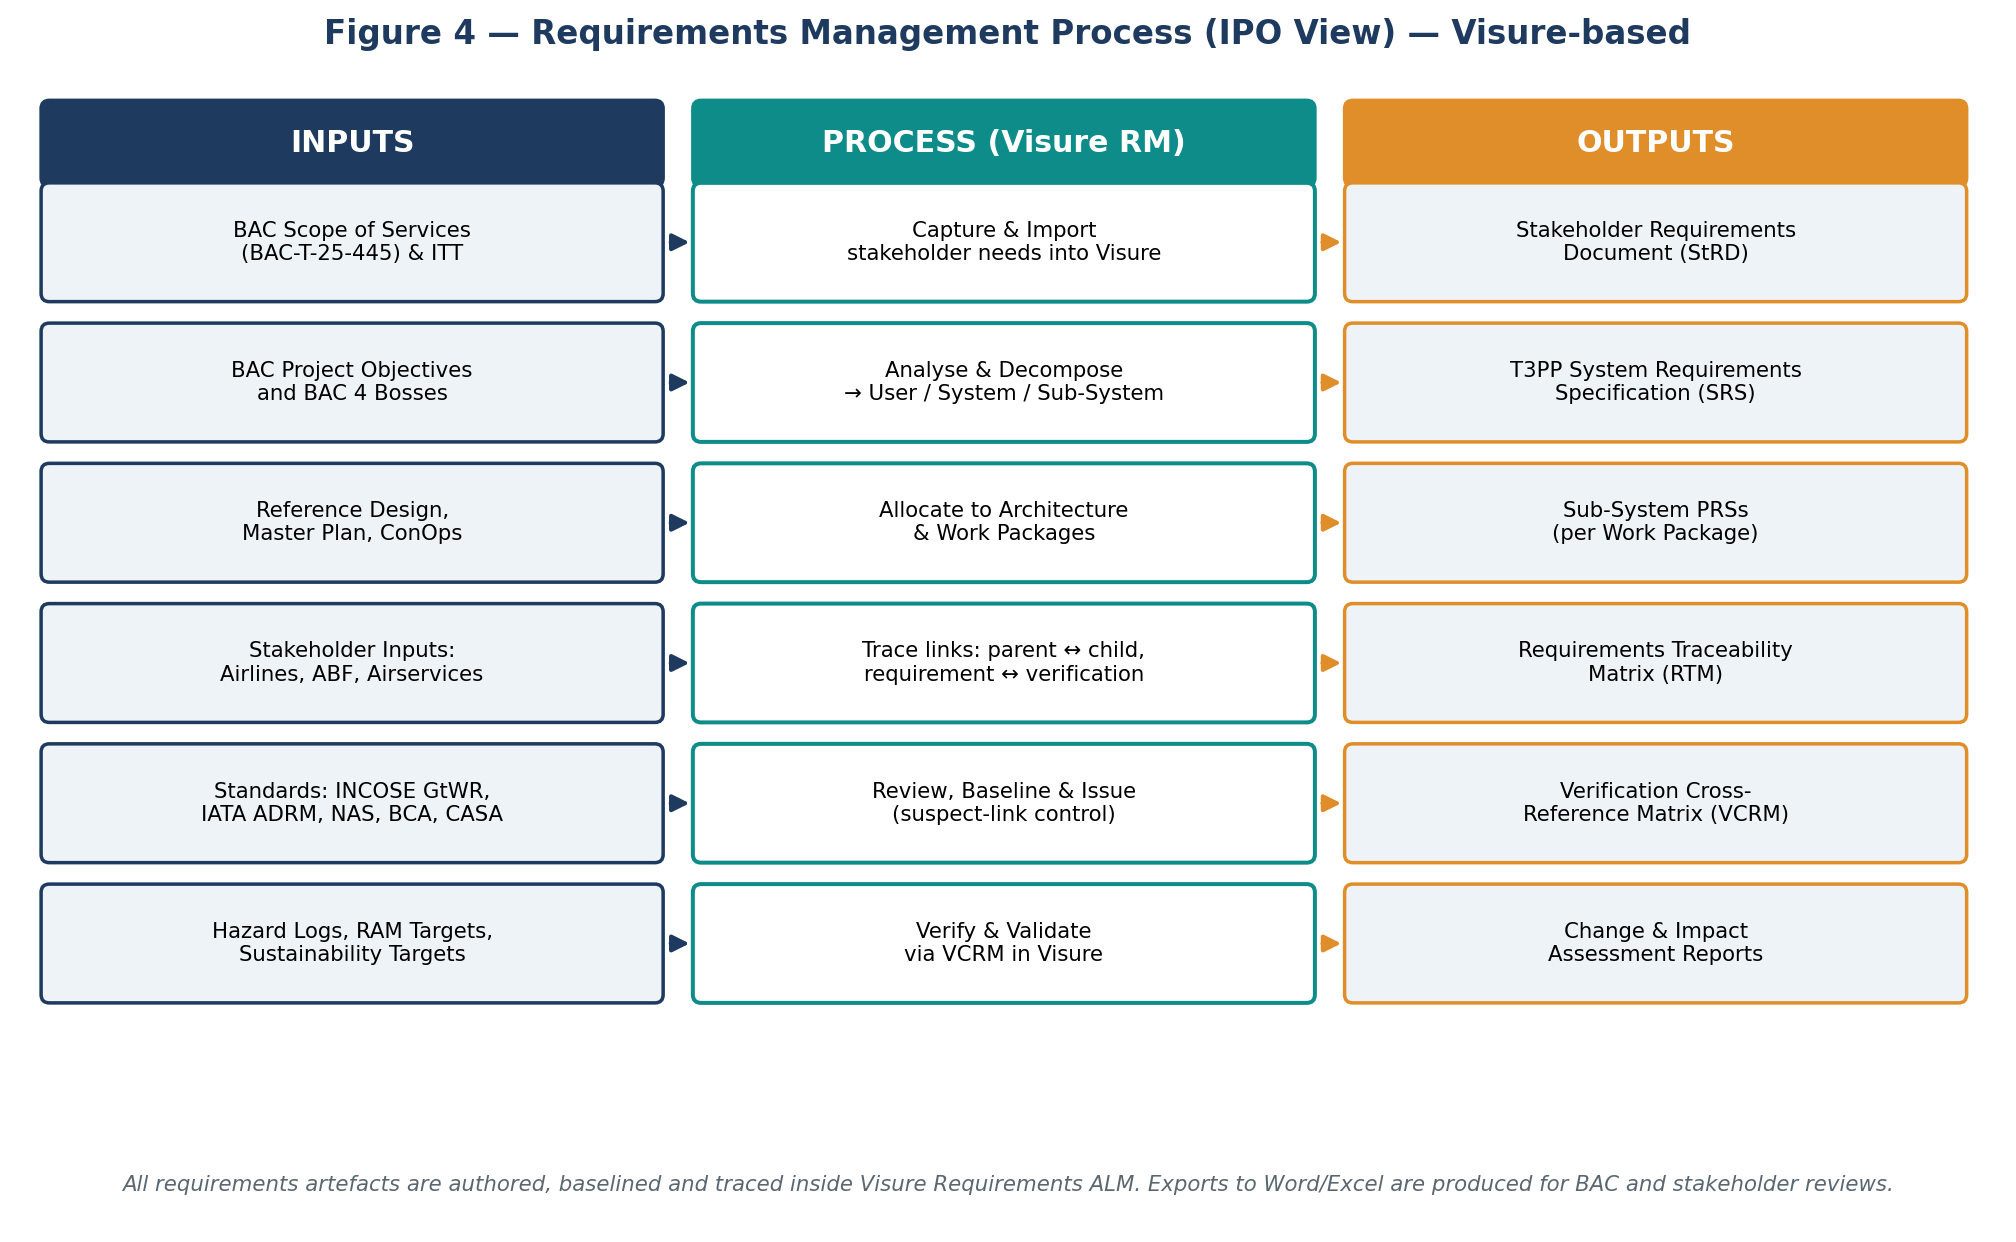 Figure 4 — Requirements Management Process (IPO View) — Visure-based
INPUTS
PROCESS (Visure RM)
OUTPUTS
BAC Scope of Services
(BAC-T-25-445) & ITT
Capture & Import
stakeholder needs into Visure
Stakeholder Requirements
Document (StRD)
BAC Project Objectives
and BAC 4 Bosses
Analyse & Decompose
→ User / System / Sub-System
T3PP System Requirements
Specification (SRS)
Reference Design,
Master Plan, ConOps
Allocate to Architecture
& Work Packages
Sub-System PRSs
(per Work Package)
Stakeholder Inputs:
Airlines, ABF, Airservices
Trace links: parent ↔ child,
requirement ↔ verification
Requirements Traceability
Matrix (RTM)
Standards: INCOSE GtWR,
IATA ADRM, NAS, BCA, CASA
Review, Baseline & Issue
(suspect-link control)
Verification Cross-
Reference Matrix (VCRM)
Hazard Logs, RAM Targets,
Sustainability Targets
Verify & Validate
via VCRM in Visure
Change & Impact
Assessment Reports
All requirements artefacts are authored, baselined and traced inside Visure Requirements ALM. Exports to Word/Excel are produced for BAC and stakeholder reviews.